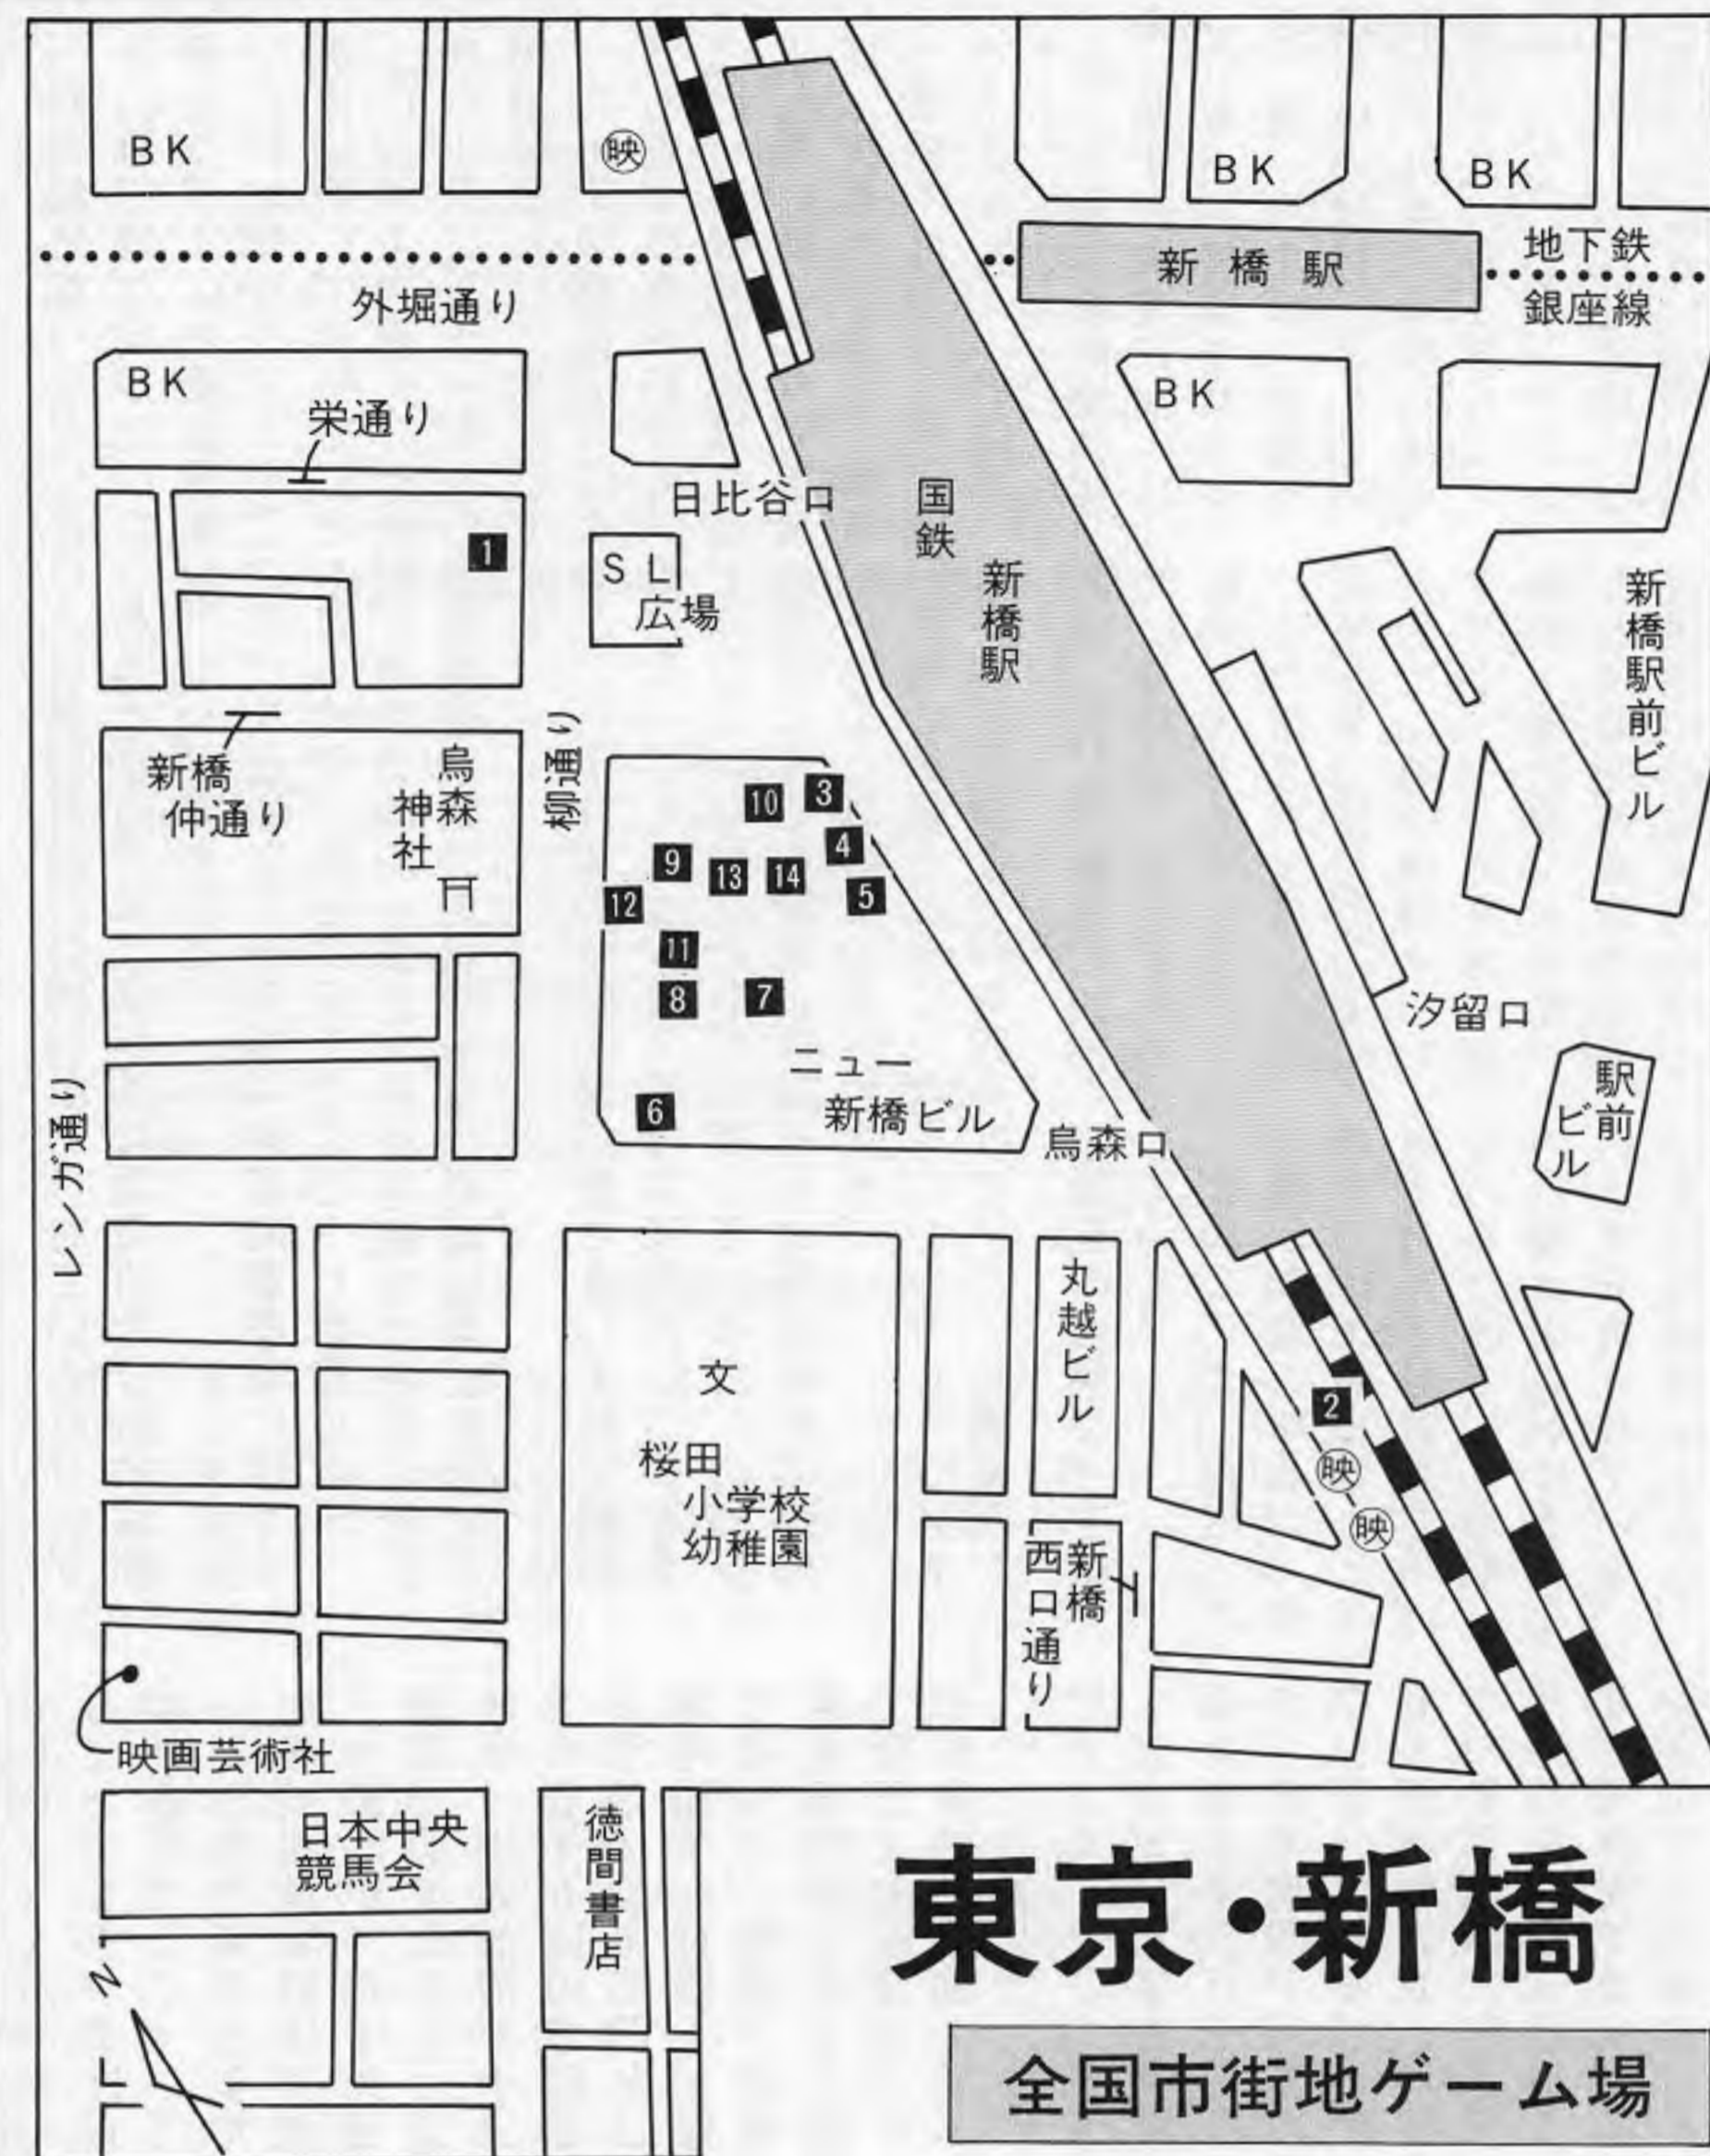 BK
映
BK
BK
新橋駅
地下鉄
銀座線
外堀通り
BK
栄通り
BK
日比谷口
国鉄
新橋駅
1
SL
広場
新橋駅前ビル
新橋
仲通り
烏森
神社
柳通り
10
3
4
9
13
14
5
12
11
8
7
6
ニュー
新橋ビル
烏森口
汐留口
駅前
ビル
レンガ通り
丸越ビル
文
桜田
小学校
幼稚園
2
映
映
新橋
西口通り
映画芸術社
日本中央
競馬会
徳間書店
N
東京・新橋
全国市街地ゲーム場